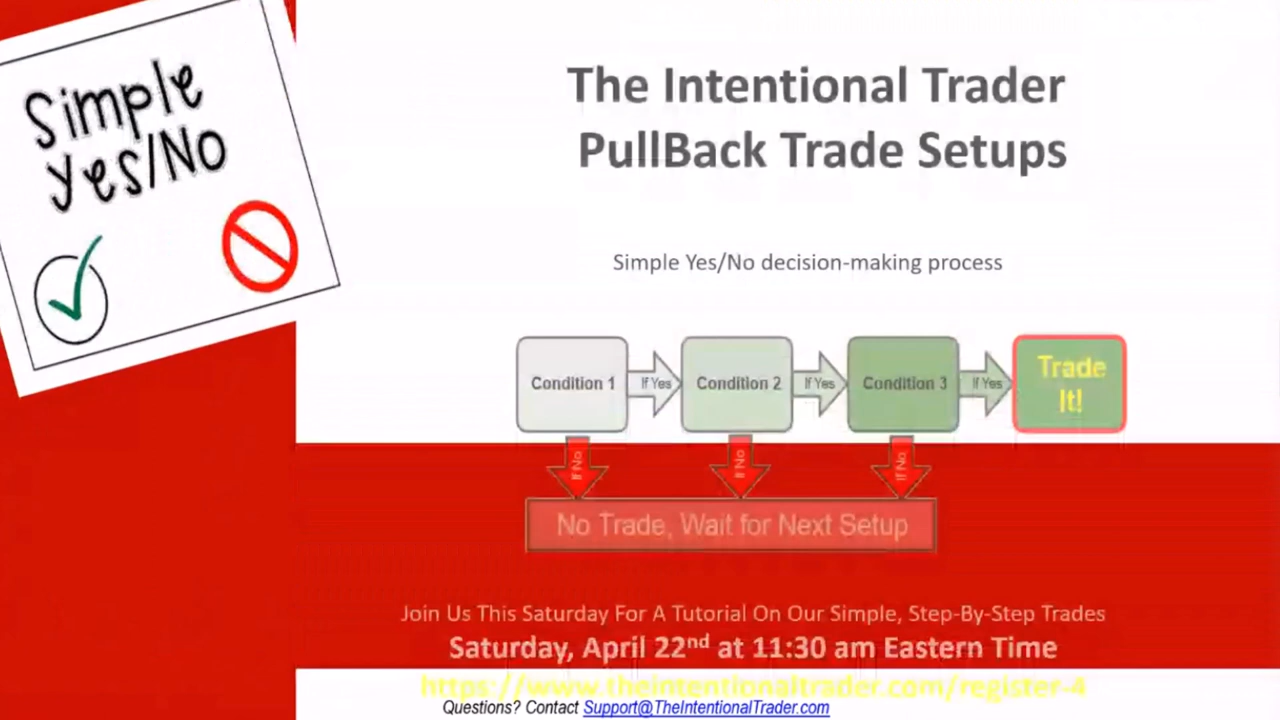 Simple
Yes/No
The Intentional Trader
PullBack Trade Setups
Simple Yes/No decision-making process
Condition 1
If Yes
Condition 2
If Yes
Condition 3
If Yes
Trade
It!
If No
If No
If No
No Trade, Wait for Next Setup
Join Us This Saturday For A Tutorial On Our Simple, Step-By-Step Trades
Saturday, April 22nd at 11:30 am Eastern Time
https://www.theintentionaltrader.com/register-4
Questions? Contact Support@TheIntentionalTrader.com